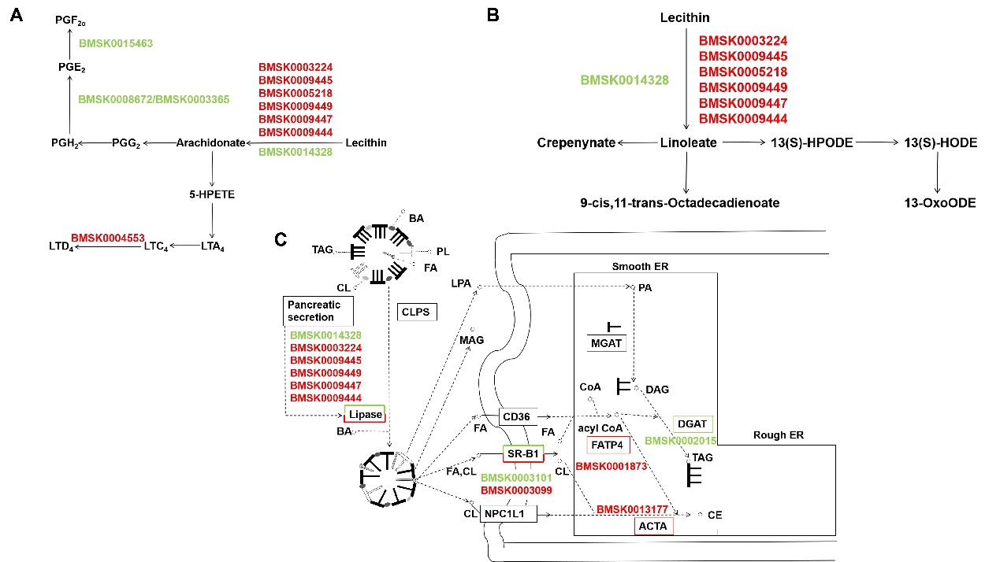 A
PGF2α
BMSK0015463
PGE2
BMSK0008672/BMSK0003365
BMSK0003224
BMSK0009445
BMSK0005218
BMSK0009449
BMSK0009447
BMSK0009444
PGH2
PGG2
Arachidonate
Lecithin
BMSK0014328
5-HPETE
BMSK0004553
LTD4
LTC4
LTA4
B
Lecithin
BMSK0014328
BMSK0003224
BMSK0009445
BMSK0005218
BMSK0009449
BMSK0009447
BMSK0009444
Crepenynate
Linoleate
13(S)-HPODE
13(S)-HODE
9-cis,11-trans-Octadecadienoate
13-OxoODE
C
BA
TAG
PL
FA
CL
Pancreatic
secretion
CLPS
BMSK0014328
BMSK0003224
BMSK0009445
BMSK0009449
BMSK0009447
BMSK0009444
Lipase
BA
LPA
MAG
FA
CD36
FA
FA,CL
SR-B1
CL
BMSK0003101
BMSK0003099
CL
NPC1L1
Smooth ER
PA
MGAT
CoA
DAG
acyl CoA
DGAT
FATP4
BMSK0002015
BMSK0001873
TAG
BMSK0013177
CE
ACTA
Rough ER